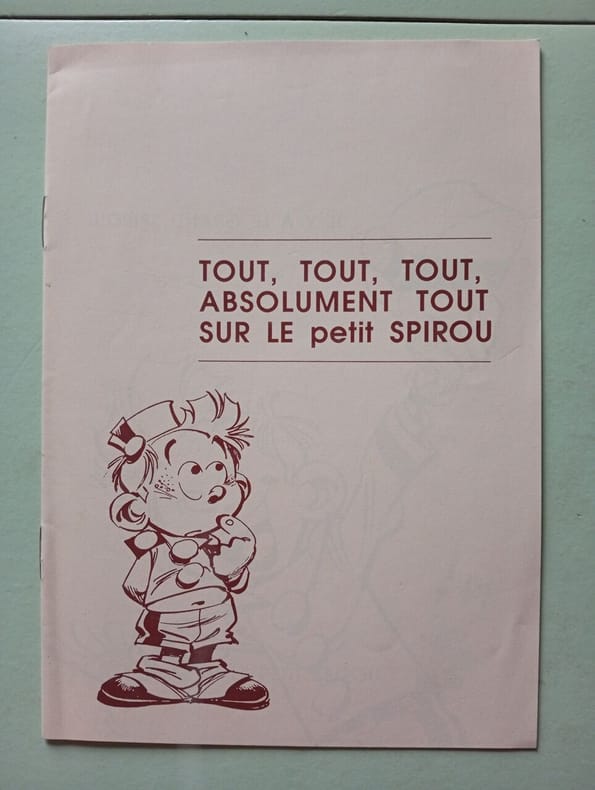 TOUT, TOUT, TOUT,
ABSOLUMENT TOUT
SUR LE petit SPIROU